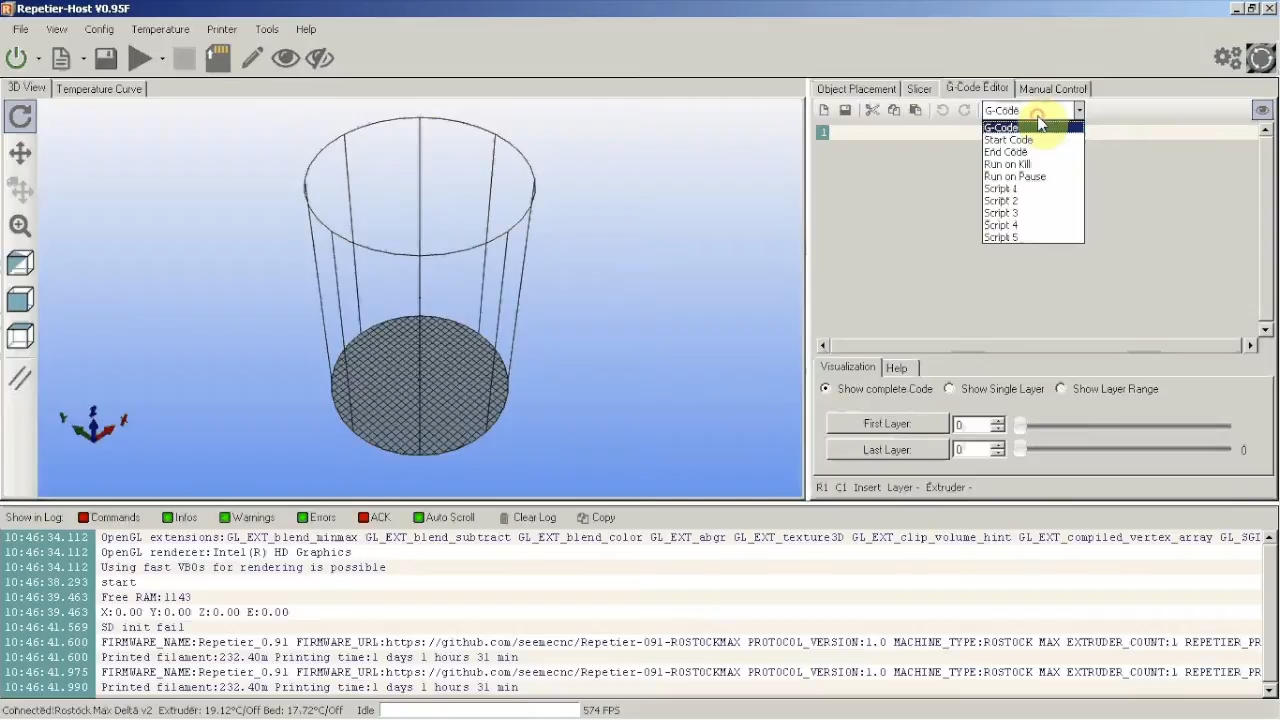 Repetier-Host V0.95F
File View Config Temperature Printer Tools Help
3D View Temperature Curve
Object Placement Slicer G-Code Editor Manual Control
G-Code
1
G-Code
Start Code
End Code
Run on Kill
Run on Pause
Script 1
Script 2
Script 3
Script 4
Script 5
Y Z X
Visualization Help
Show complete Code Show Single Layer Show Layer Range
First Layer: 0
Last Layer: 0 0
R1 C1 Insert Layer - Extruder -
Show in Log: Commands Infos Warnings Errors ACK Auto Scroll Clear Log Copy
10:46:34.112 OpenGL extensions:GL_EXT_blend_minmax GL_EXT_blend_subtract GL_EXT_blend_color GL_EXT_abgr GL_EXT_texture3D GL_EXT_clip_volume_hint GL_EXT_compiled_vertex_array GL_SGI
10:46:34.112 OpenGL renderer:Intel(R) HD Graphics
10:46:34.112 Using fast VBOs for rendering is possible
10:46:38.293 start
10:46:39.463 Free RAM:1143
10:46:39.463 X:0.00 Y:0.00 Z:0.00 E:0.00
10:46:41.569 SD init fail
10:46:41.600 FIRMWARE_NAME:Repetier_0.91 FIRMWARE_URL:https://github.com/seemecnc/Repetier-091-ROSTOCKMAX PROTOCOL_VERSION:1.0 MACHINE_TYPE:ROSTOCK MAX EXTRUDER_COUNT:1 REPETIER_PR
10:46:41.600 Printed filament:232.40m Printing time:1 days 1 hours 31 min
10:46:41.975 FIRMWARE_NAME:Repetier_0.91 FIRMWARE_URL:https://github.com/seemecnc/Repetier-091-ROSTOCKMAX PROTOCOL_VERSION:1.0 MACHINE_TYPE:ROSTOCK MAX EXTRUDER_COUNT:1 REPETIER_PR
10:46:41.990 Printed filament:232.40m Printing time:1 days 1 hours 31 min
Connected:Rostock Max Delta v2 Extruder: 19.12°C/Off Bed: 17.72°C/Off Idle 574 FPS